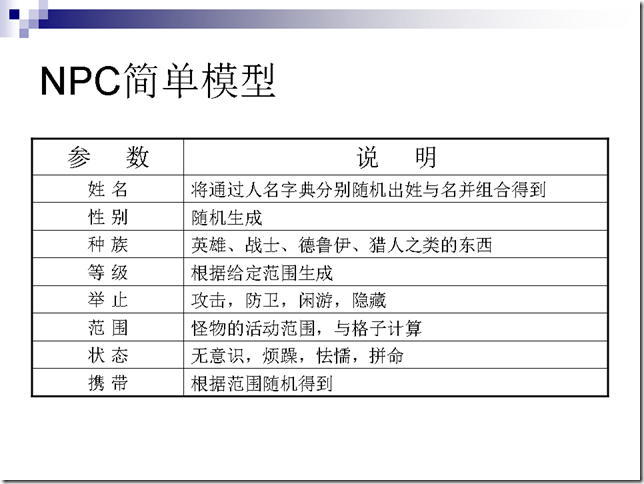 NPC简单模型
参 数 说 明
姓 名 将通过人名字典分别随机出姓与名并组合得到
性 别 随机生成
种 族 英雄、战士、德鲁伊、猎人之类的东西
等 级 根据给定范围生成
举 止 攻击，防卫，闲游，隐藏
范 围 怪物的活动范围，与格子计算
状 态 无意识，烦躁，怯懦，拼命
携 带 根据范围随机得到